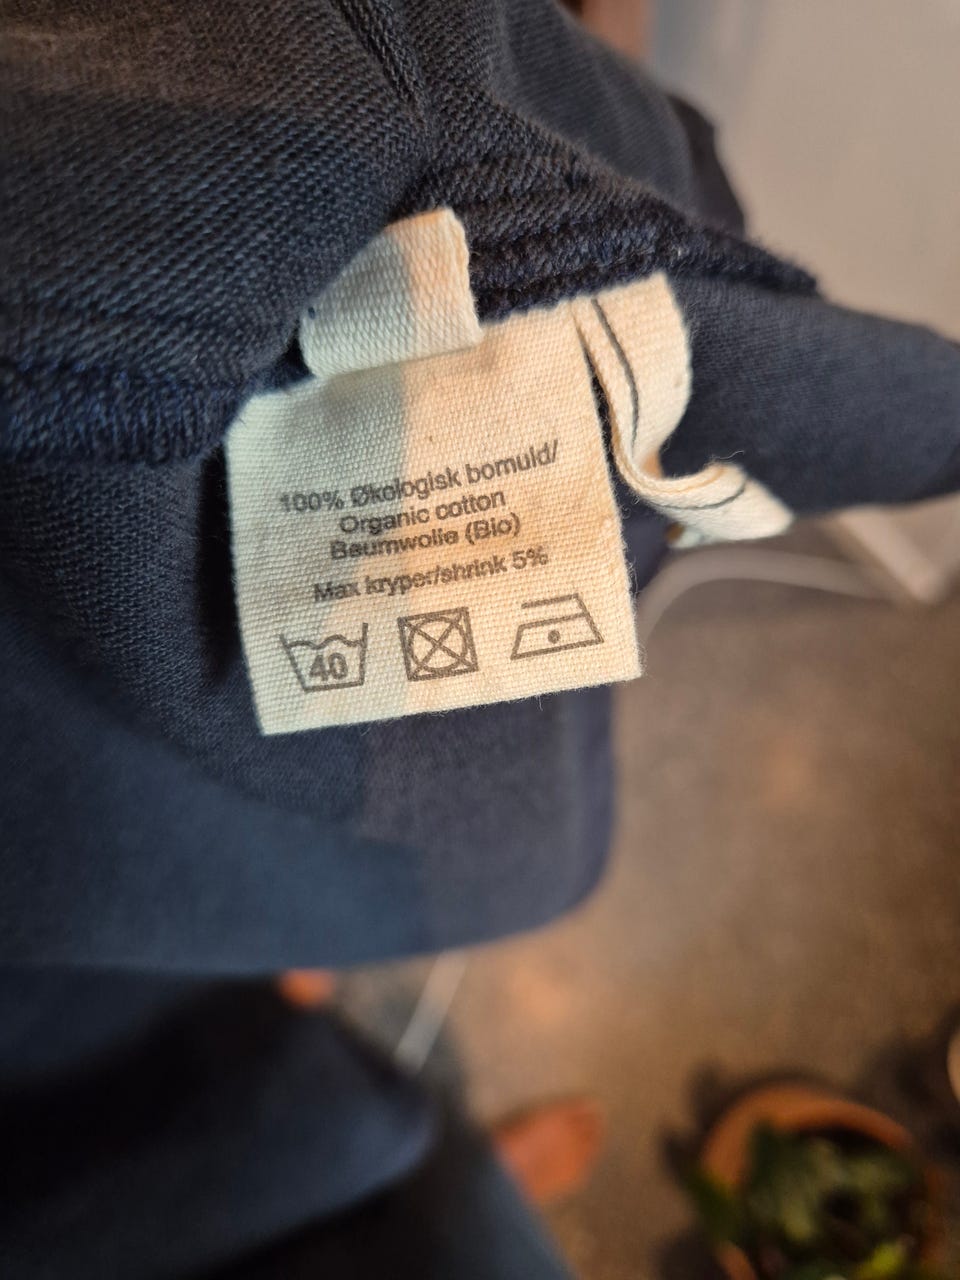 100% Økologisk bomuld/
Organic cotton
Baumwolle (Bio)
Max kryper/shrink 5%
40